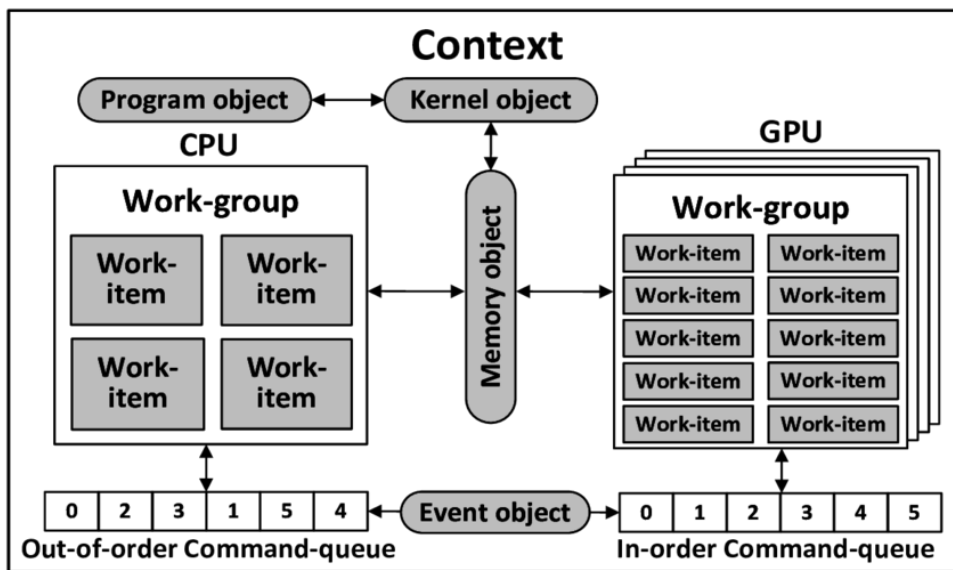 Context
Program object
Kernel object
CPU
GPU
Work-group
Work-
item
Work-
item
Work-
item
Work-
item
Memory object
Work-group
Work-item
Work-item
Work-item
Work-item
Work-item
Work-item
Work-item
Work-item
Work-item
Work-item
0 2 3 1 5 4
Out-of-order Command-queue
Event object
0 1 2 3 4 5
In-order Command-queue